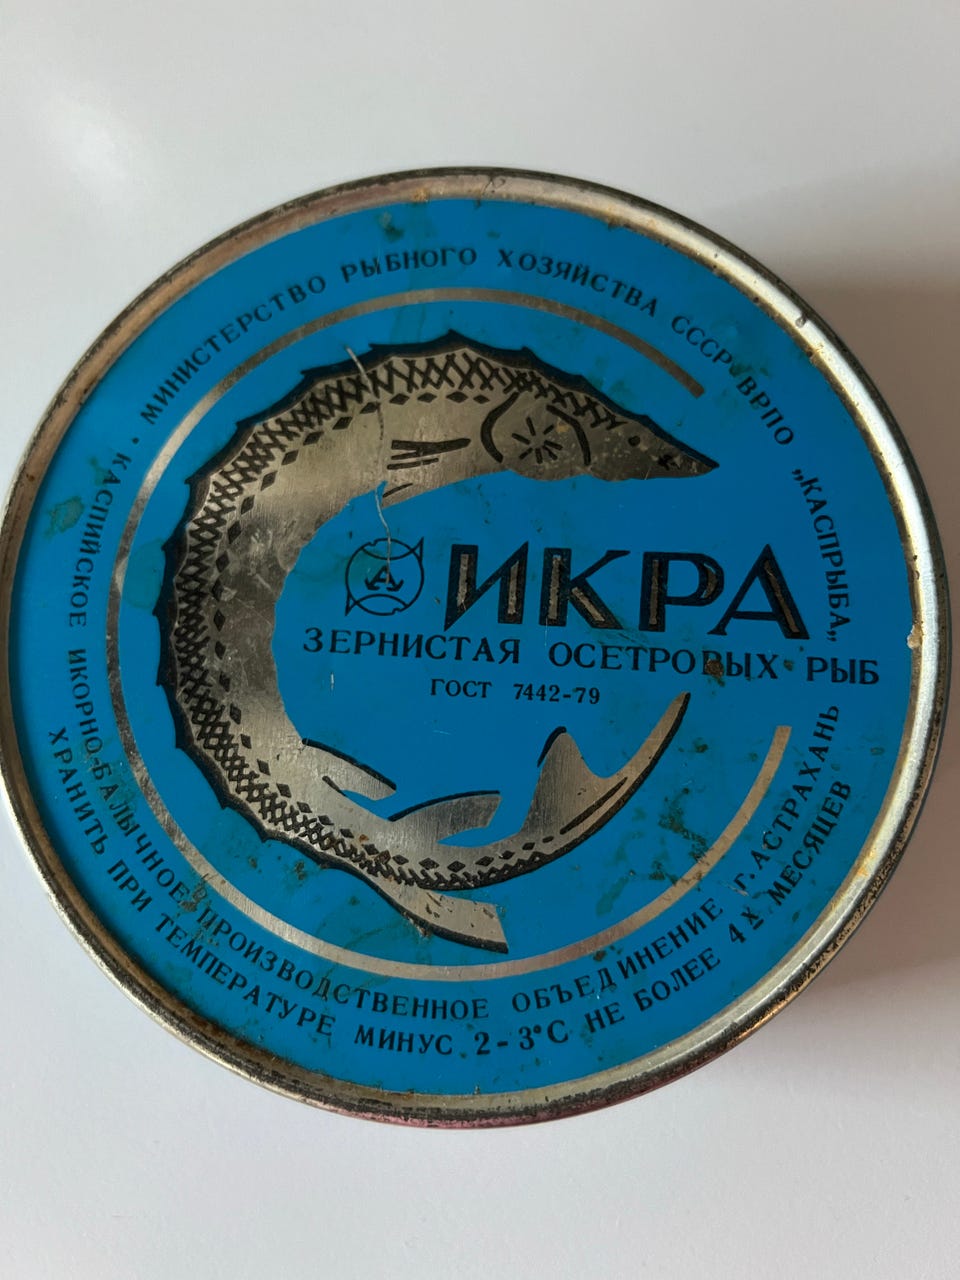 • МИНИСТЕРСТВО РЫБНОГО ХОЗЯЙСТВА СССР ВРПО „КАСПРЫБА„
ИКРА
ЗЕРНИСТАЯ ОСЕТРОВЫХ РЫБ
ГОСТ 7442-79
КАСПИЙСКОЕ ИКОРНО-БАЛЫЧНОЕ ПРОИЗВОДСТВЕННОЕ ОБЪЕДИНЕНИЕ Г.АСТРАХАНЬ
ХРАНИТЬ ПРИ ТЕМПЕРАТУРЕ МИНУС 2-3°С НЕ БОЛЕЕ 4Х МЕСЯЦЕВ